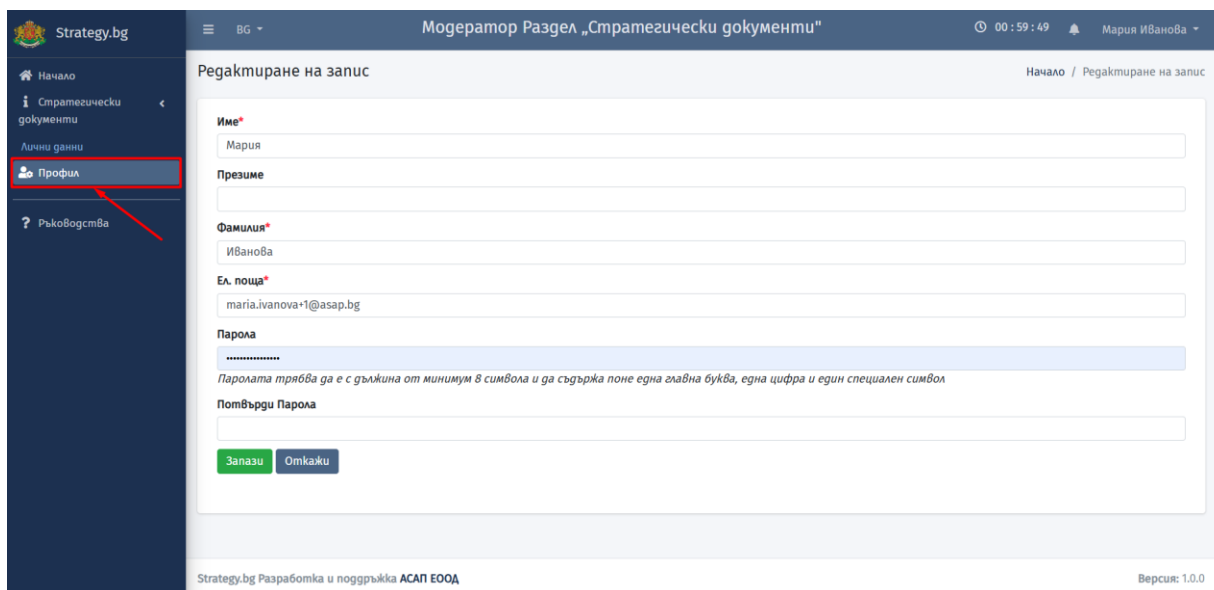 Strategy.bg
BG
Модератор Раздел „Стратегически документи"
00 : 59 : 49
Мария Иванова
Начало
Стратегически документи
Лични данни
Профил
Ръководства
Редактиране на запис
Начало / Редактиране на запис
Име*
Мария
Презиме
Фамилия*
Иванова
Ел. поща*
maria.ivanova+1@asap.bg
Парола
••••••••••••••••
Паролата трябва да е с дължина от минимум 8 символа и да съдържа поне една главна буква, една цифра и един специален символ
Потвърди Парола
Запази
Откажи
Strategy.bg Разработка и поддръжка АСАП ЕООД
Версия: 1.0.0